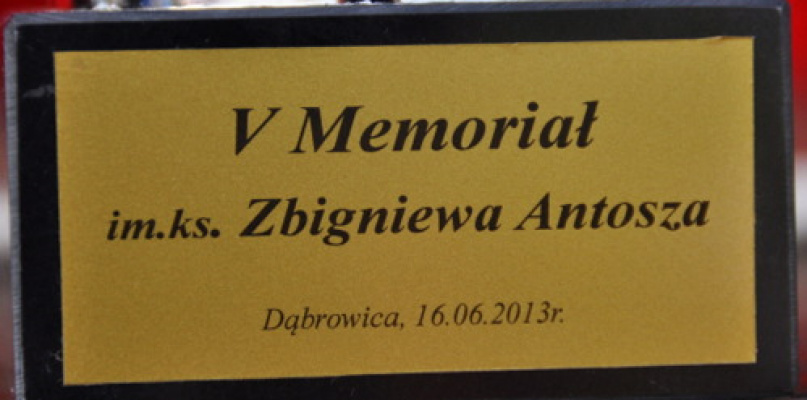 V Memoriał
im.ks. Zbigniewa Antosza
Dąbrowica, 16.06.2013r.